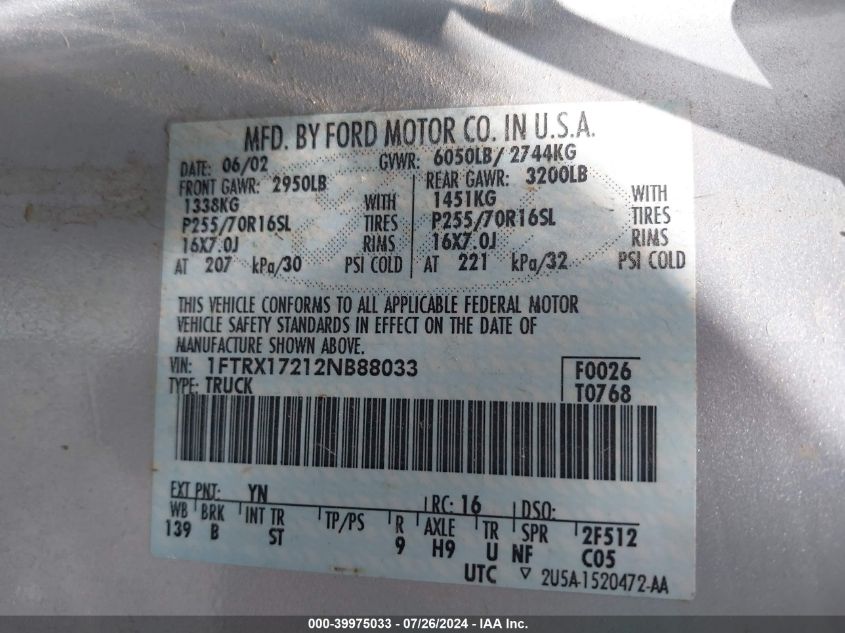 MFD. BY FORD MOTOR CO. IN U.S.A.
DATE: 06/02 GVWR: 6050LB/ 2744KG
FRONT GAWR: 2950LB REAR GAWR: 3200LB
1338KG WITH 1451KG WITH
P255/70R16SL TIRES P255/70R16SL TIRES
16X7.0J RIMS 16X7.0J RIMS
AT 207 kPa/30 PSI COLD AT 221 kPa/32 PSI COLD
THIS VEHICLE CONFORMS TO ALL APPLICABLE FEDERAL MOTOR
VEHICLE SAFETY STANDARDS IN EFFECT ON THE DATE OF
MANUFACTURE SHOWN ABOVE.
VIN: 1FTRX17212NB88033 F0026
TYPE: TRUCK T0768
EXT PNT: YN RC: 16 DSO:
WB BRK INT TR TP/PS R AXLE TR SPR 2F512
139 B ST 9 H9 U NF C05
UTC ▽ 2U5A-1520472-AA
000-39975033 / 07/26/2024 - IAA Inc.